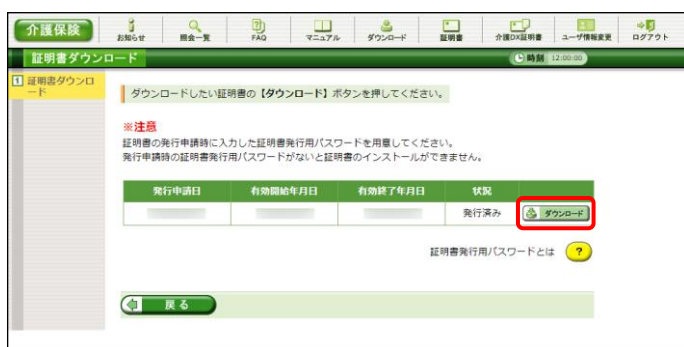 介護保険
お知らせ
照会一覧
FAQ
マニュアル
ダウンロード
証明書
介護DX証明書
ユーザ情報変更
ログアウト
証明書ダウンロード
時刻 12:00:00
1 証明書ダウンロ
ード
ダウンロードしたい証明書の【ダウンロード】ボタンを押してください。
※注意
証明書の発行申請時に入力した証明書発行用パスワードを用意してください。
発行申請時の証明書発行用パスワードがないと証明書のインストールができません。
発行申請日 有効開始年月日 有効終了年月日 状況
発行済み ダウンロード
証明書発行用パスワードとは ?
戻る